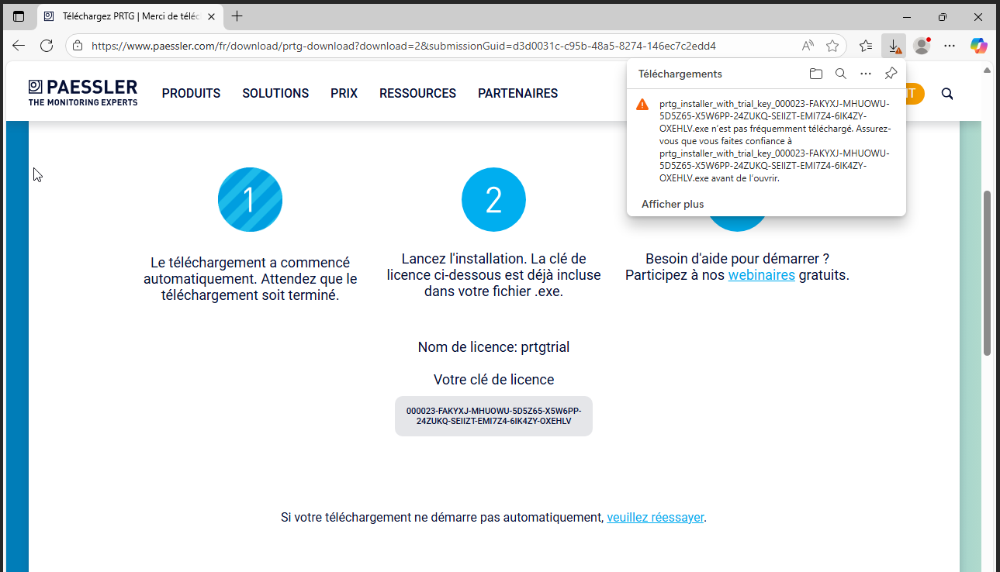 Téléchargez PRTG | Merci de téléc
https://www.paessler.com/fr/download/prtg-download?download=2&submissionGuid=d3d0031c-c95b-48a5-8274-146ec7c2edd4
PAESSLER
THE MONITORING EXPERTS
PRODUITS
SOLUTIONS
PRIX
RESSOURCES
PARTENAIRES
T
Téléchargements
prtg_installer_with_trial_key_000023-FAKYXJ-MHUOWU-
5D5Z65-X5W6PP-24ZUKQ-SEIIZT-EMI7Z4-6IK4ZY-
OXEHLV.exe n’est pas fréquemment téléchargé. Assurez-
vous que vous faites confiance à
prtg_installer_with_trial_key_000023-FAKYXJ-MHUOWU-
5D5Z65-X5W6PP-24ZUKQ-SEIIZT-EMI7Z4-6IK4ZY-
OXEHLV.exe avant de l’ouvrir.
Afficher plus
1
Le téléchargement a commencé
automatiquement. Attendez que le
téléchargement soit terminé.
2
Lancez l'installation. La clé de
licence ci-dessous est déjà incluse
dans votre fichier .exe.
Besoin d'aide pour démarrer ?
Participez à nos webinaires gratuits.
Nom de licence: prtgtrial
Votre clé de licence
000023-FAKYXJ-MHUOWU-5D5Z65-X5W6PP-
24ZUKQ-SEIIZT-EMI7Z4-6IK4ZY-OXEHLV
Si votre téléchargement ne démarre pas automatiquement, veuillez réessayer.